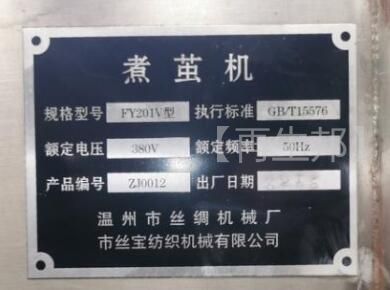 煮茧机
规格型号 FY201V型 执行标准 GB/T15576
额定电压 380V 额定频率 50Hz
产品编号 ZJ0012 出厂日期
温州市丝绸机械厂
市丝宝纺织机械有限公司
【再生邦】